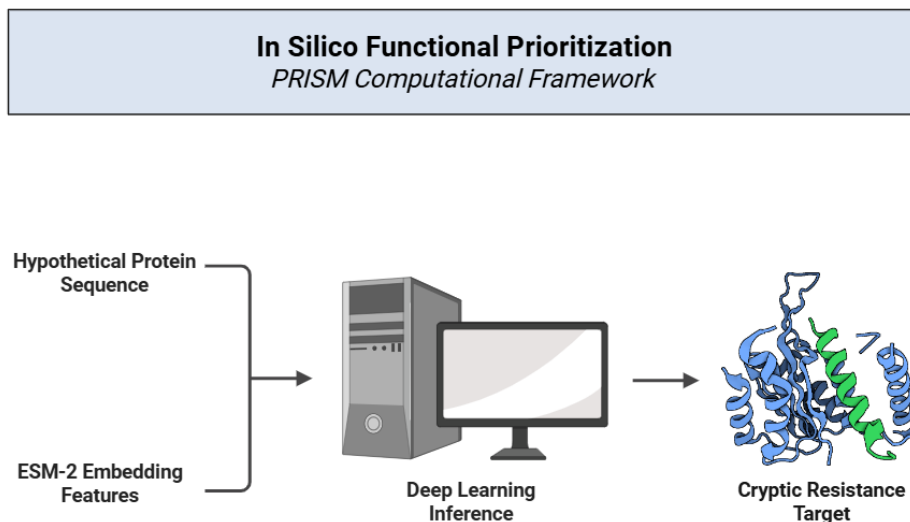 In Silico Functional Prioritization
PRISM Computational Framework
Hypothetical Protein
Sequence
ESM-2 Embedding
Features
Deep Learning
Inference
Cryptic Resistance
Target